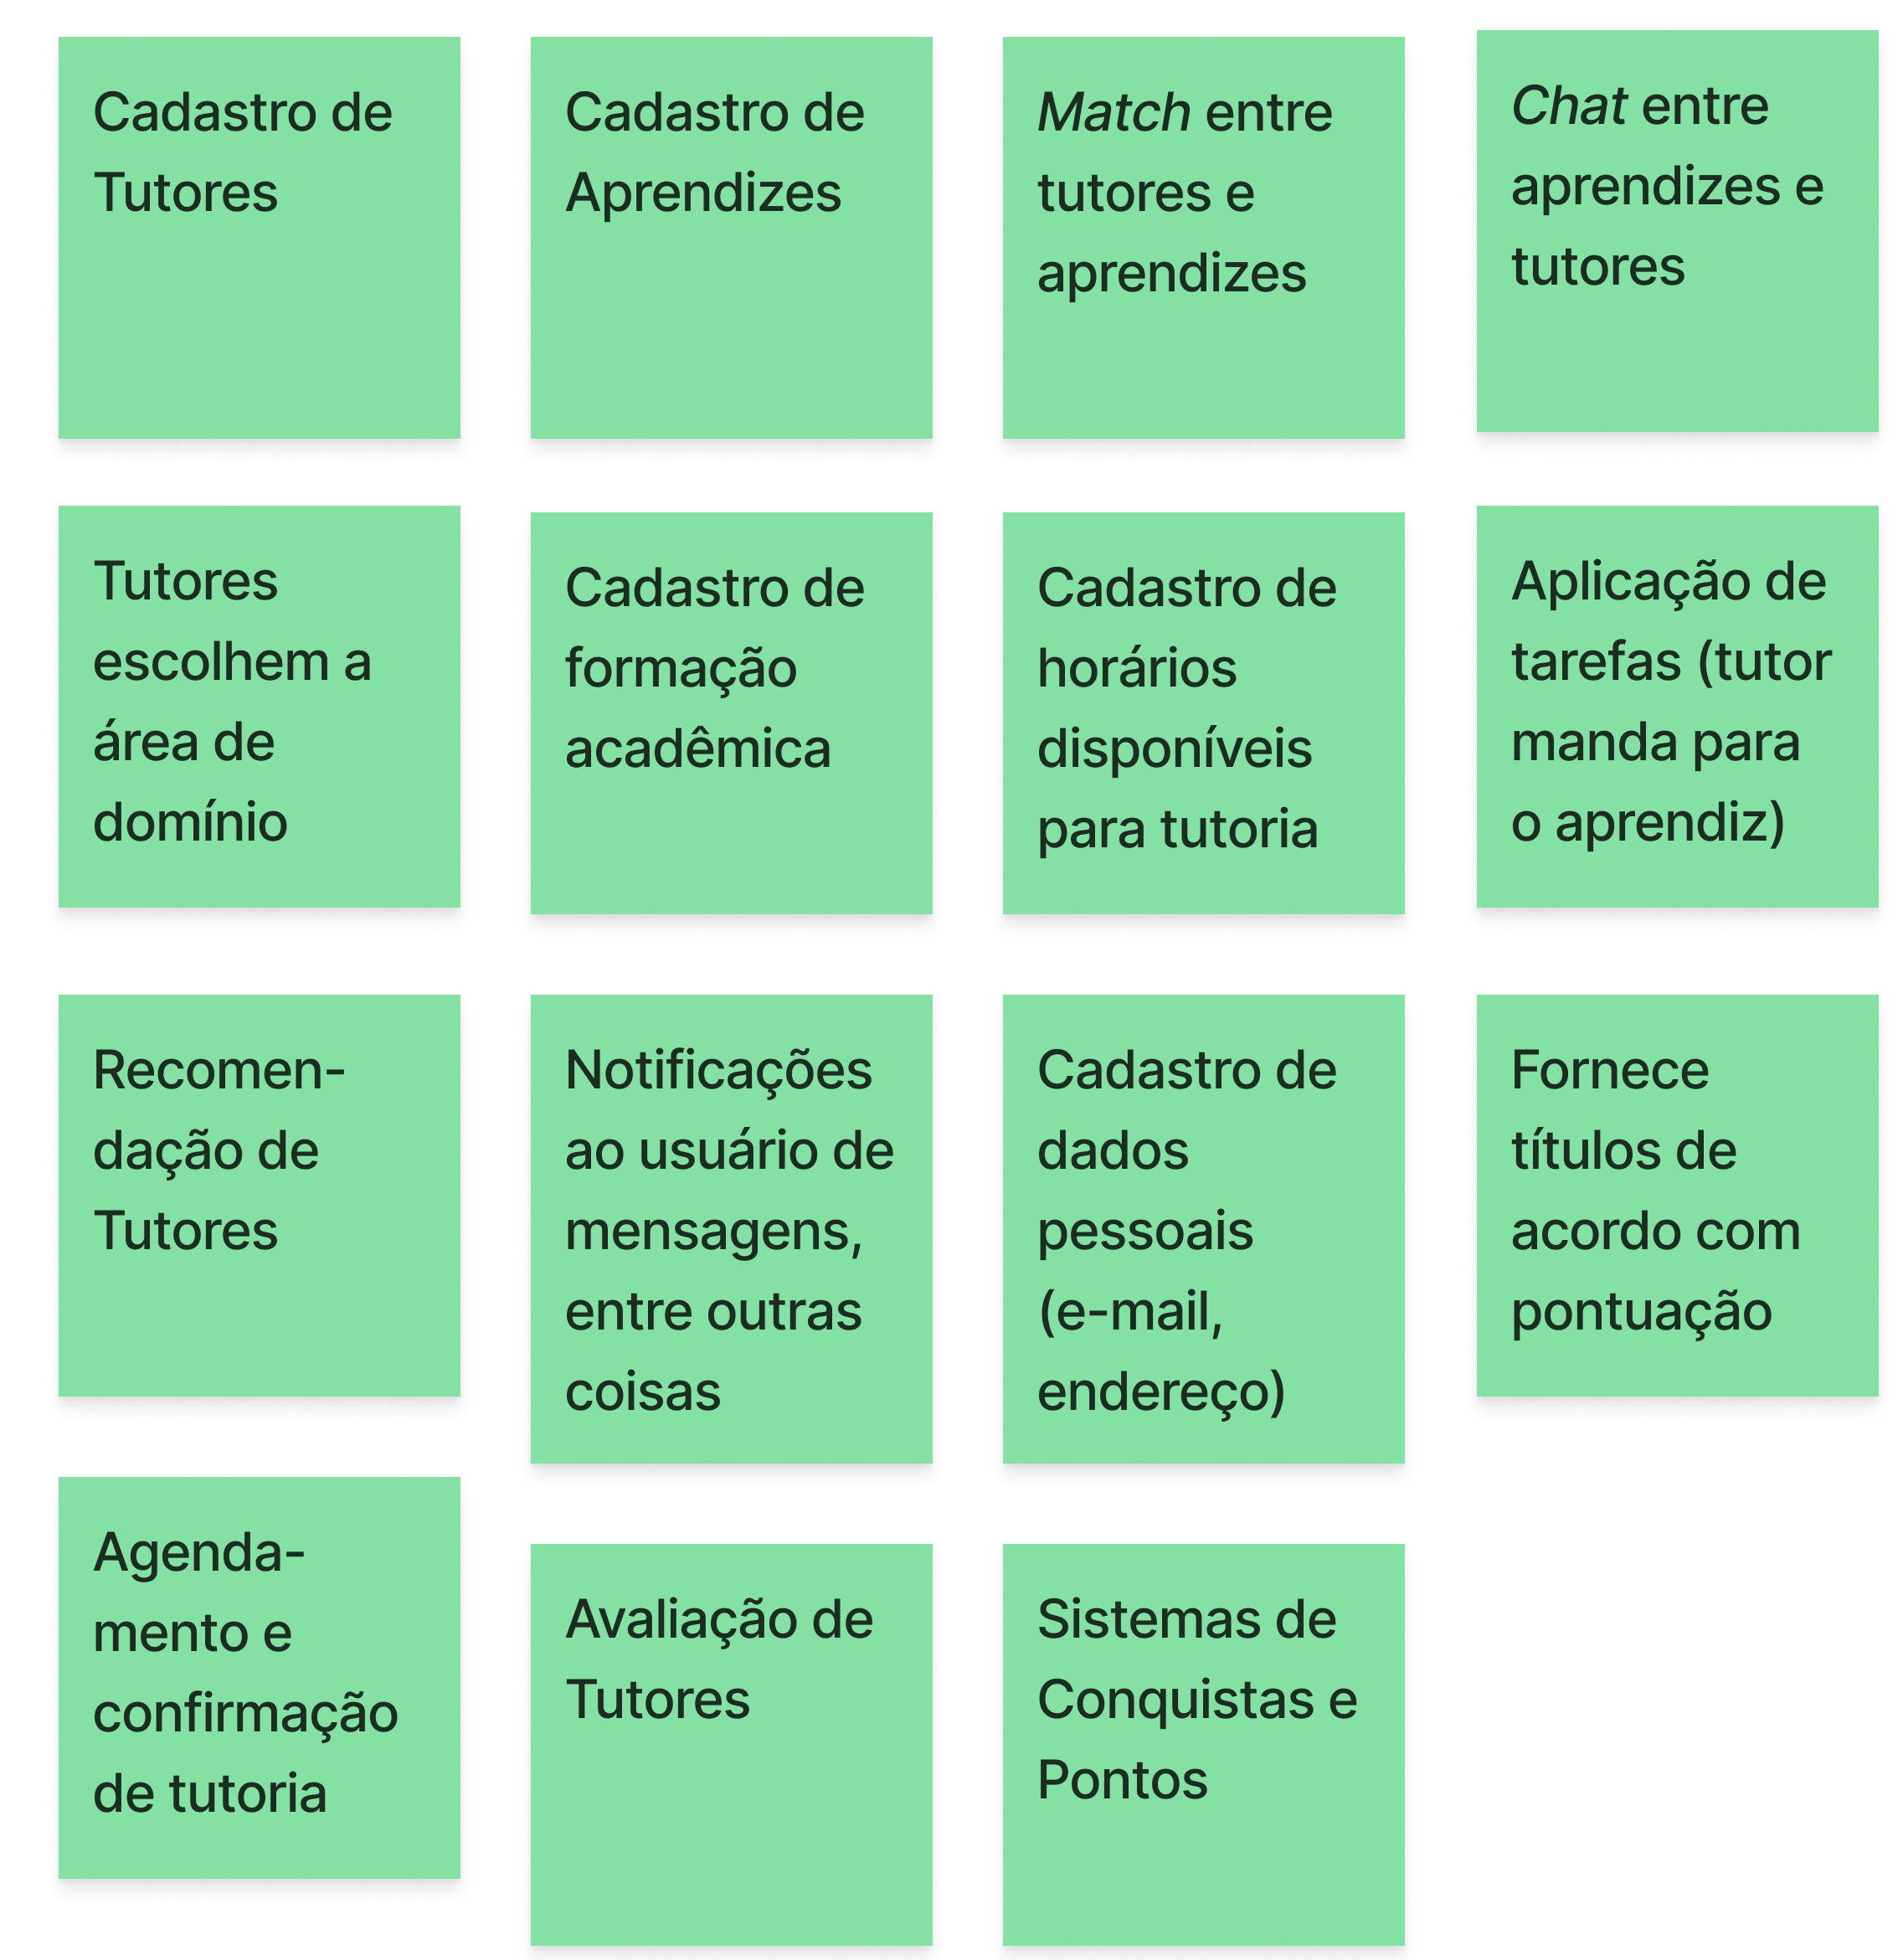 Cadastro de
Tutores
Cadastro de
Aprendizes
Match entre
tutores e
aprendizes
Chat entre
aprendizes e
tutores
Tutores
escolhem a
área de
domínio
Cadastro de
formação
acadêmica
Cadastro de
horários
disponíveis
para tutoria
Aplicação de
tarefas (tutor
manda para
o aprendiz)
Recomen-
dação de
Tutores
Notificações
ao usuário de
mensagens,
entre outras
coisas
Cadastro de
dados
pessoais
(e-mail,
endereço)
Fornece
títulos de
acordo com
pontuação
Agenda-
mento e
confirmação
de tutoria
Avaliação de
Tutores
Sistemas de
Conquistas e
Pontos